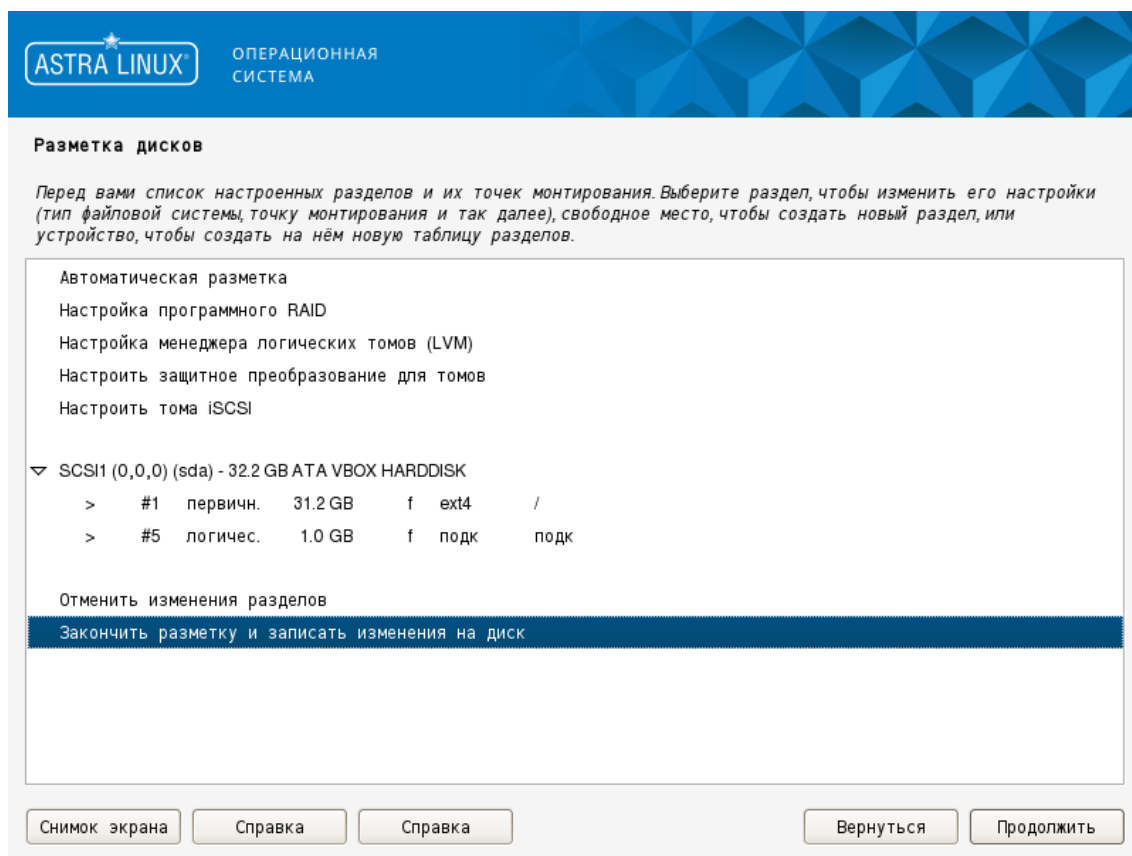 ASTRA LINUX®
ОПЕРАЦИОННАЯ
СИСТЕМА
Разметка дисков
Перед вами список настроенных разделов и их точек монтирования. Выберите раздел, чтобы изменить его настройки
(тип файловой системы, точку монтирования и так далее), свободное место, чтобы создать новый раздел, или
устройство, чтобы создать на нём новую таблицу разделов.
Автоматическая разметка
Настройка программного RAID
Настройка менеджера логических томов (LVM)
Настроить защитное преобразование для томов
Настроить тома iSCSI
SCSI1 (0,0,0) (sda) - 32.2 GB ATA VBOX HARDDISK
> #1 первичн. 31.2 GB f ext4 /
> #5 логичес. 1.0 GB f подк подк
Отменить изменения разделов
Закончить разметку и записать изменения на диск
Снимок экрана Справка Справка Вернуться Продолжить